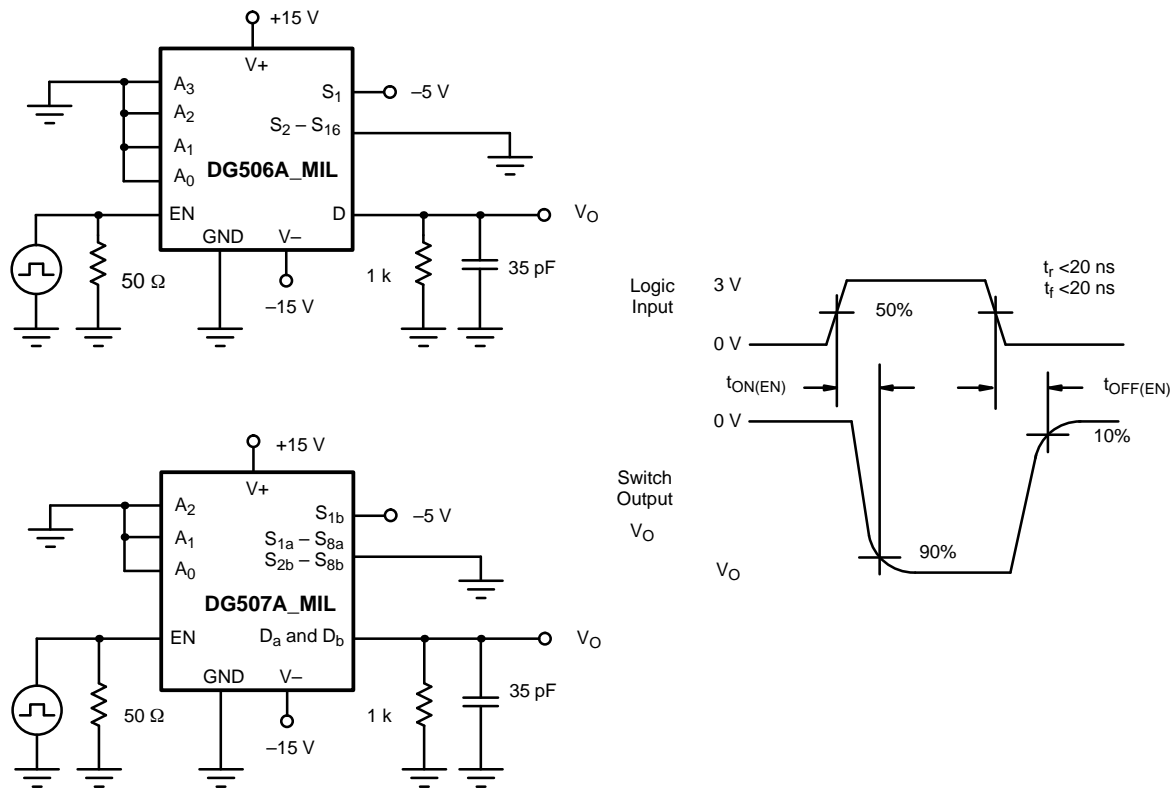 +15 V
V+
A3
S1
–5 V
A2
S2 – S16
A1
DG506A_MIL
A0
EN
D
VO
GND
V–
50 Ω
–15 V
1 k
35 pF
+15 V
V+
A2
S1b
–5 V
A1
S1a – S8a
S2b – S8b
A0
DG507A_MIL
EN
Da and Db
VO
GND
V–
50 Ω
–15 V
1 k
35 pF
Logic
Input
3 V
50%
tr <20 ns
tf <20 ns
0 V
tON(EN)
tOFF(EN)
0 V
10%
Switch
Output
VO
90%
VO